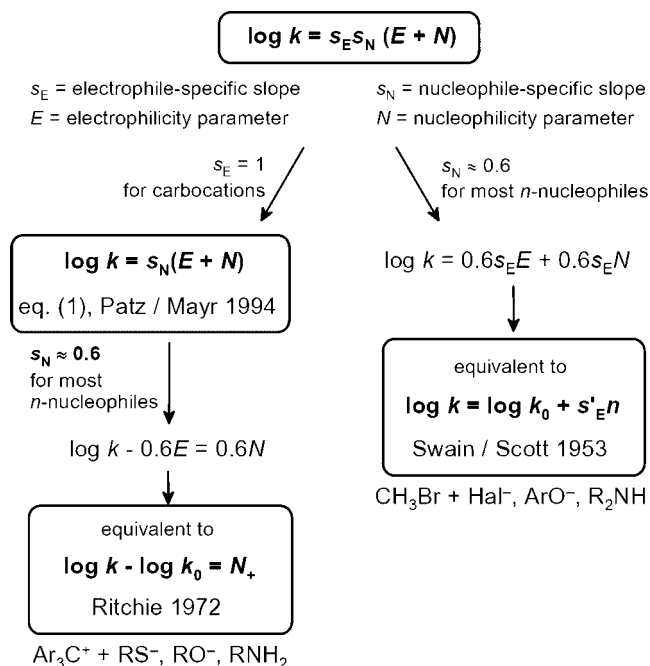 log k = sEsN (E + N)
sE = electrophile-specific slope
E = electrophilicity parameter
sN = nucleophile-specific slope
N = nucleophilicity parameter
sE = 1
for carbocations
sN ≈ 0.6
for most n-nucleophiles
log k = sN(E + N)
eq. (1), Patz / Mayr 1994
log k = 0.6sEE + 0.6sEN
sN ≈ 0.6
for most
n-nucleophiles
equivalent to
log k = log k0 + s'En
Swain / Scott 1953
CH3Br + Hal–, ArO–, R2NH
log k - 0.6E = 0.6N
equivalent to
log k - log k0 = N+
Ritchie 1972
Ar3C+ + RS–, RO–, RNH2